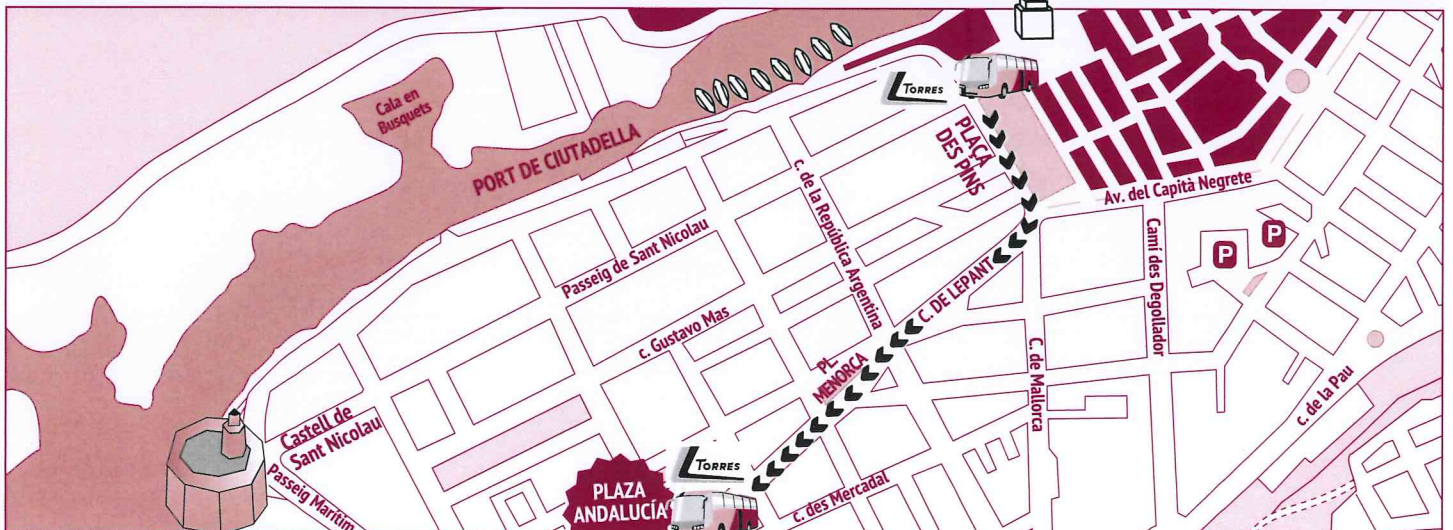 Cala en
Busquets
PORT DE CIUTADELLA
TORRES
PLAÇA
DES PINS
Av. del Capità Negrete
Camí des Degollador
P
P
c. de la República Argentina
Passeig de Sant Nicolau
C. DE LEPANT
c. Gustavo Mas
PL.
MENORCA
C. de Mallorca
c. de la Pau
Castell de
Sant Nicolau
Passeig Marítim
TORRES
PLAZA
ANDALUCÍA
c. des Mercadal